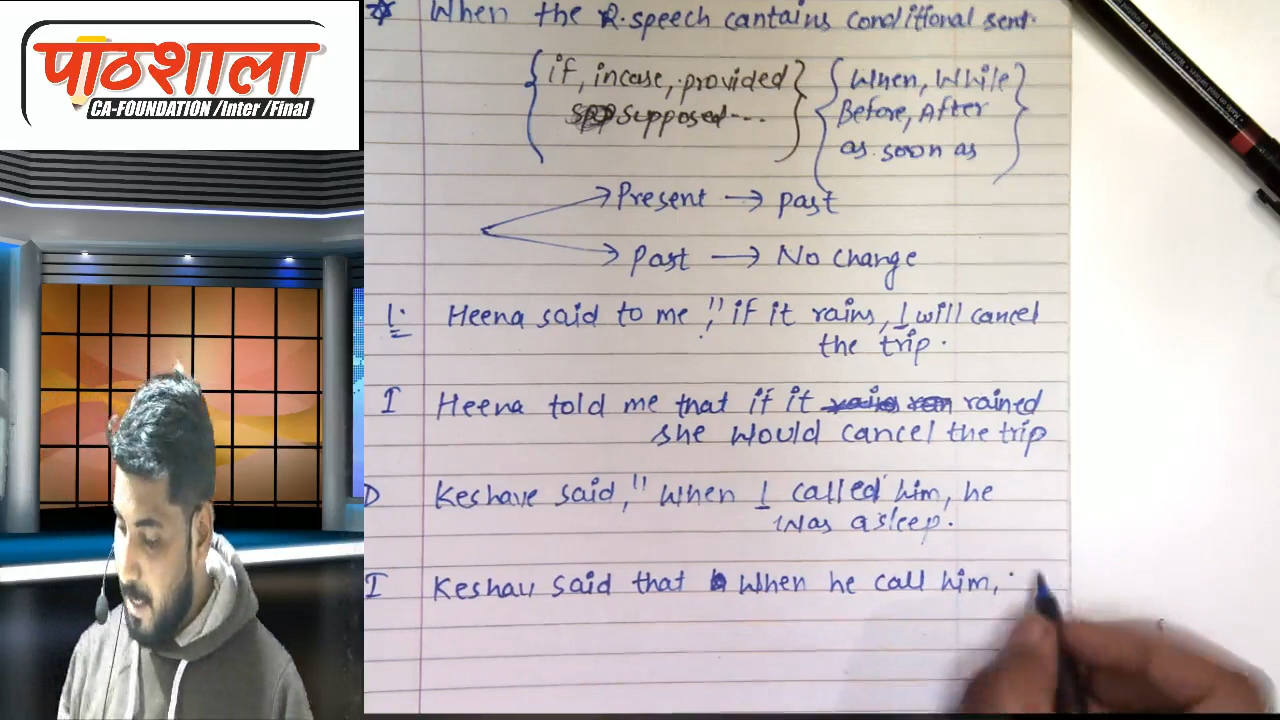 पाठशाला
CA-FOUNDATION /Inter /Final
☆ When the R.speech cantains conditional sent.
{if, incase, provided supposed---} {When, While
Before, After
as soon as}
Present → past
Past → No change
1. Heena said to me ," if it rains, I will cancel
the trip.
I Heena told me that if it rained
she would cancel the trip
D Keshave said," When I called him, he
was asleep.
I Keshav said that When he call him,